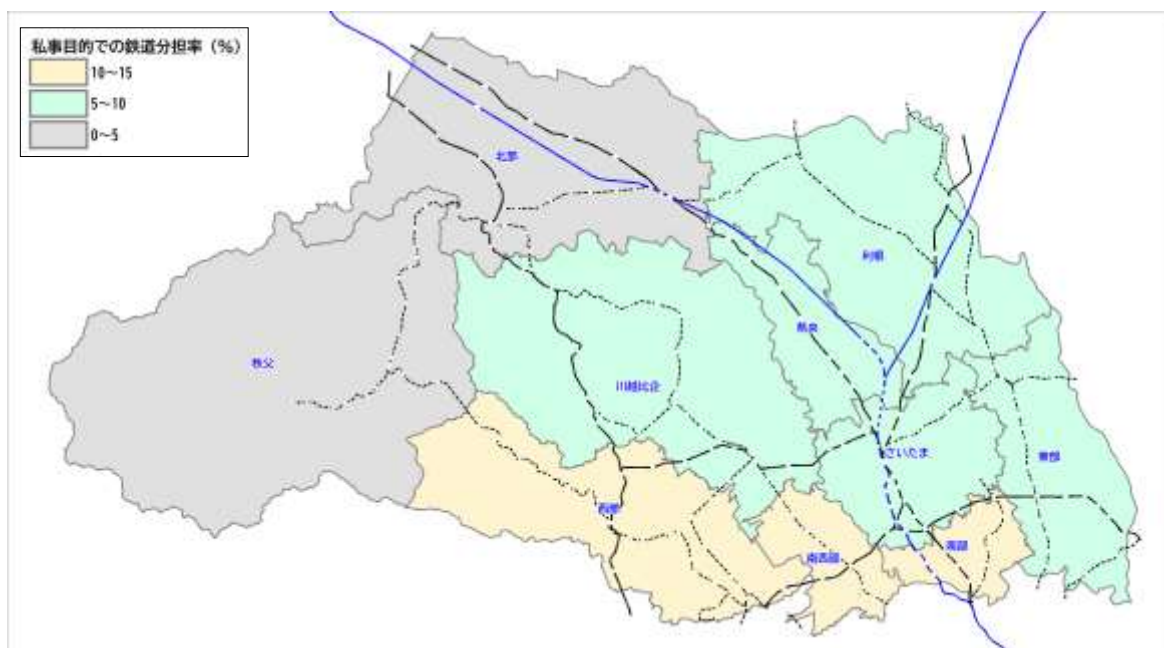 私事目的での鉄道分担率（%）
10～15
5～10
0～5
北部
利根
県央
秩父
川越比企
さいたま
東部
西部
南西部
南部